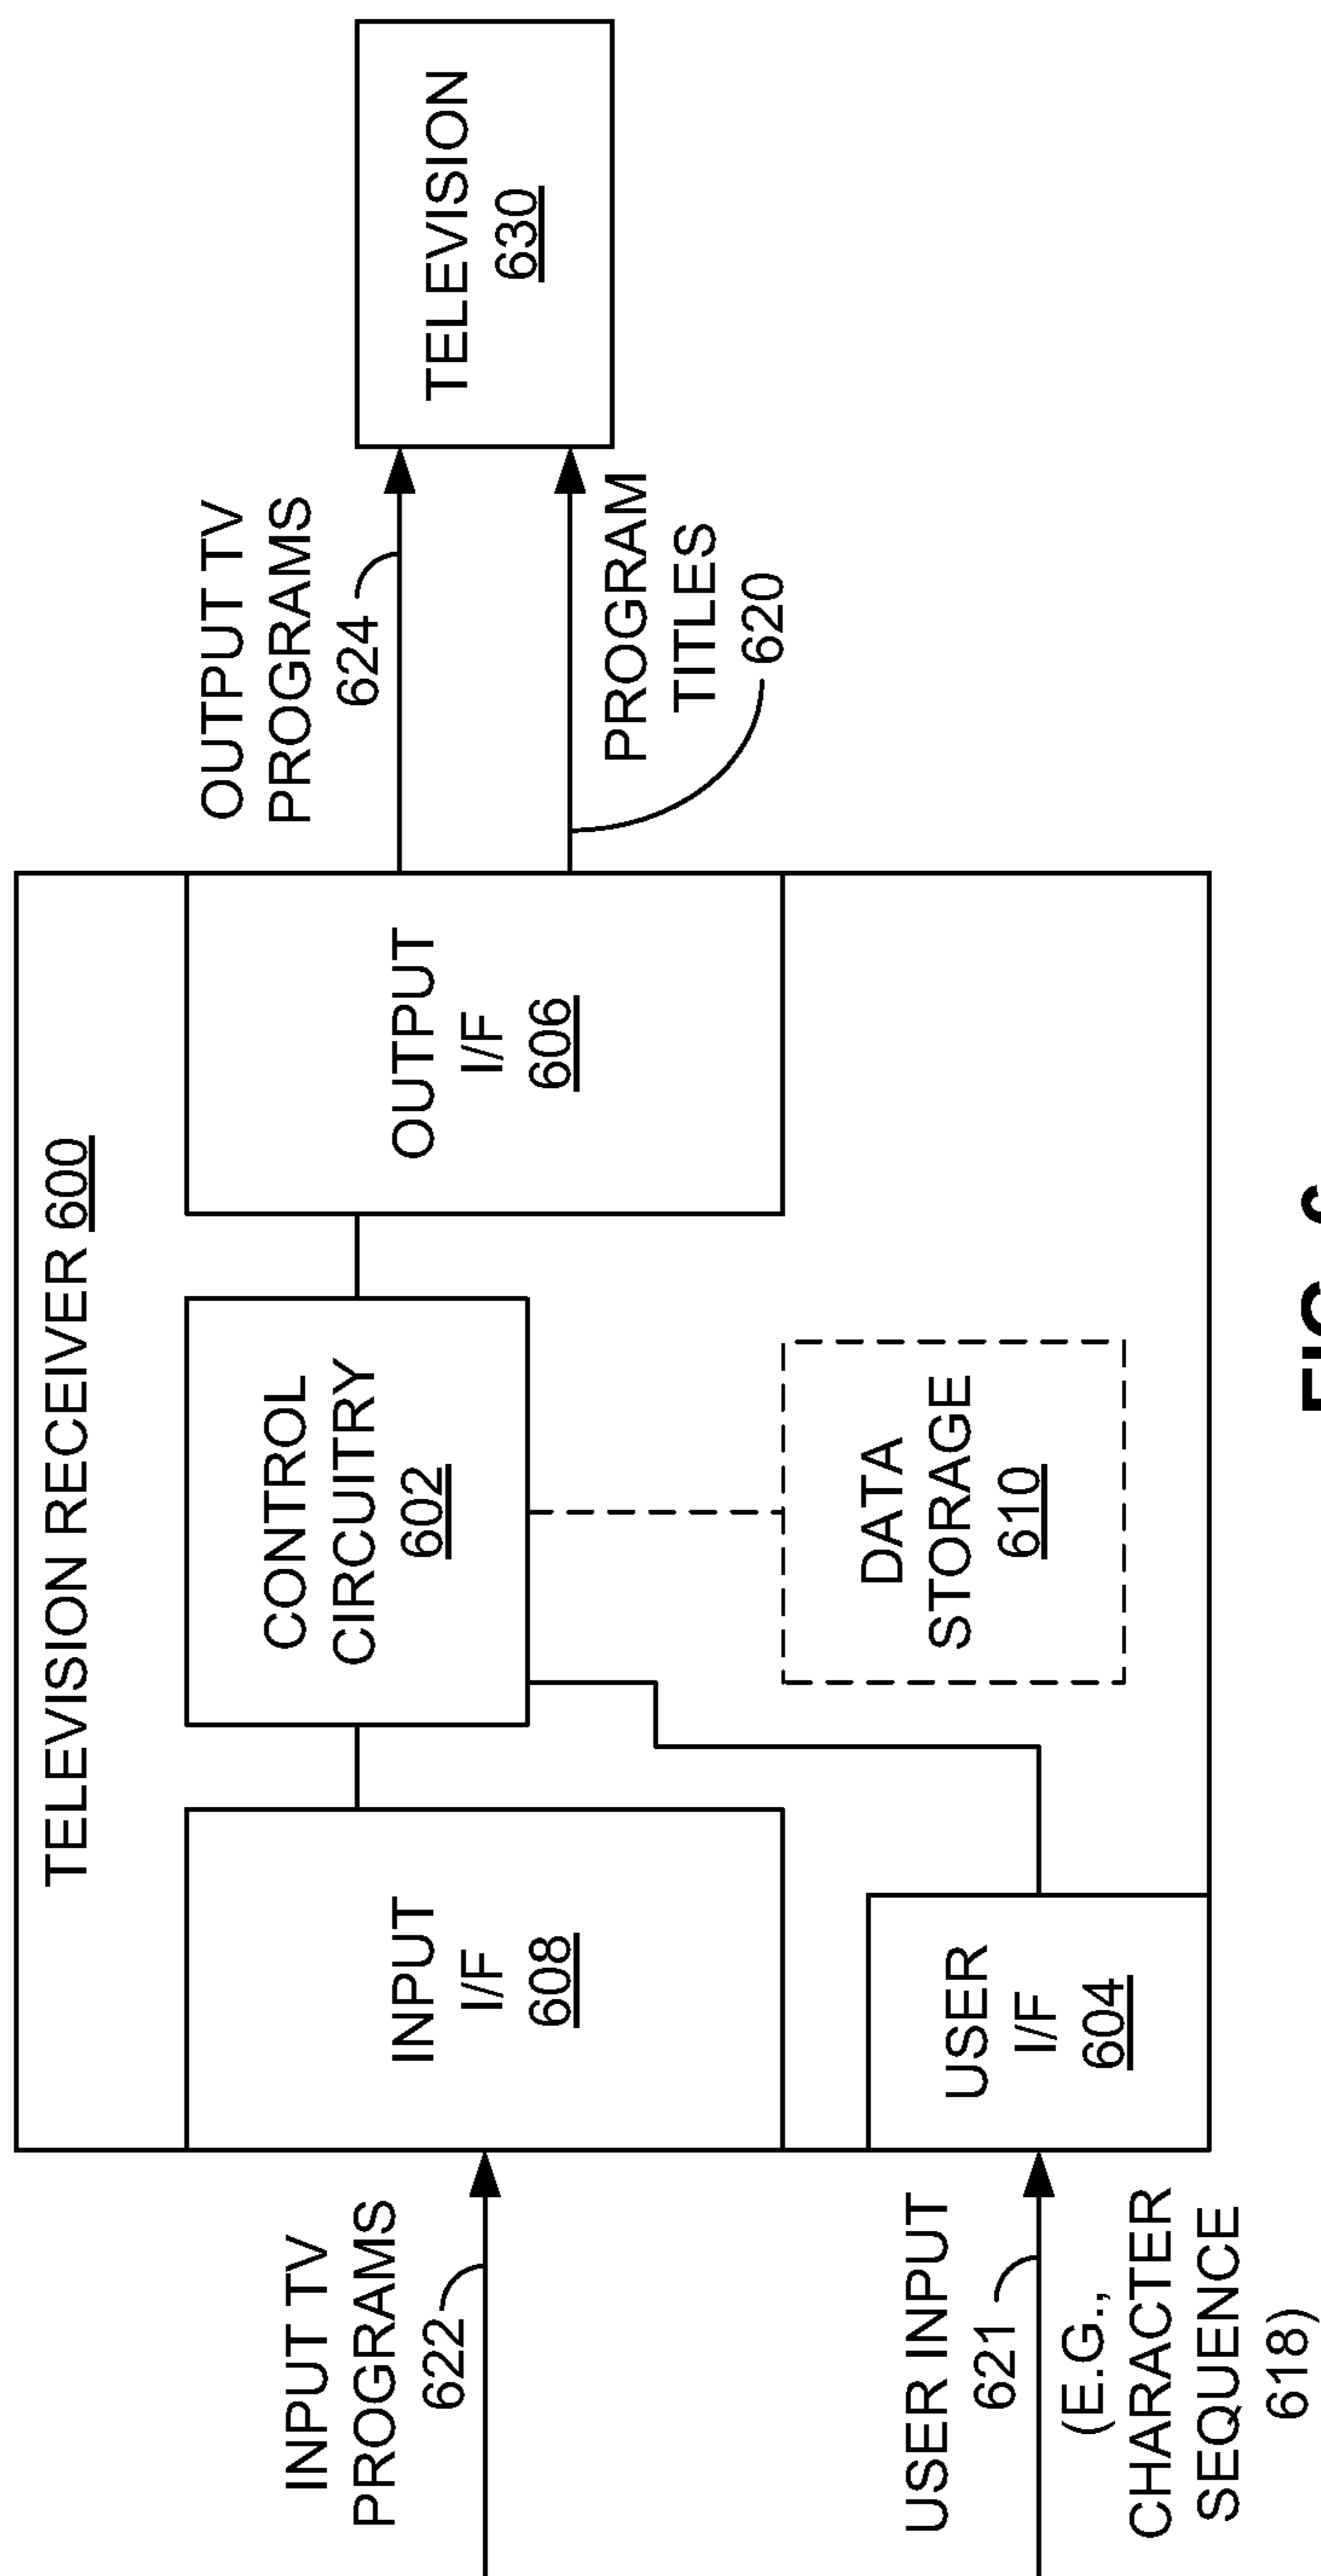 TELEVISION RECEIVER 600
INPUT TV
PROGRAMS
622
INPUT
I/F
608
CONTROL
CIRCUITRY
602
OUTPUT
I/F
606
OUTPUT TV
PROGRAMS
624
TELEVISION
630
PROGRAM
TITLES
620
DATA
STORAGE
610
USER INPUT
621
(E.G.,
CHARACTER
SEQUENCE
618)
USER
I/F
604